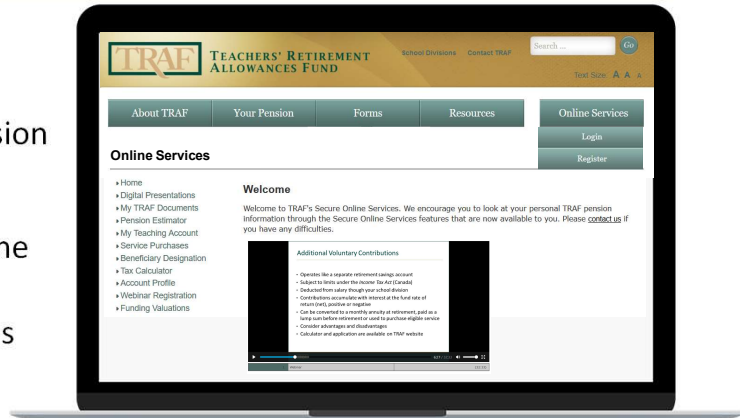 TRAF
TEACHERS' RETIREMENT
ALLOWANCES FUND
School Divisions Contact TRAF
Search ... Go
Text Size A A A
About TRAF Your Pension Forms Resources Online Services
Login
Register
Online Services
Home
Digital Presentations
My TRAF Documents
Pension Estimator
My Teaching Account
Service Purchases
Beneficiary Designation
Tax Calculator
Account Profile
Webinar Registration
Funding Valuations
Welcome
Welcome to TRAF's Secure Online Services. We encourage you to look at your personal TRAF pension
information through the Secure Online Services features that are now available to you. Please contact us if
you have any difficulties.
Additional Voluntary Contributions
• Operates like a separate retirement savings account
• Subject to limits under the Income Tax Act (Canada)
• Deducted from salary though your school division
• Contributions accumulate with interest at the fund rate of
return (net), positive or negative
• Can be converted to a monthly annuity at retirement, paid as a
lump sum before retirement or used to purchase eligible service
• Consider advantages and disadvantages
• Calculator and application are available on TRAF website